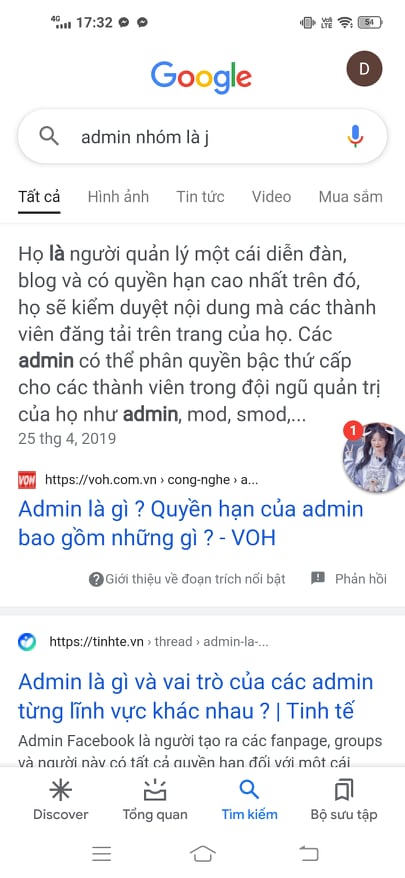 4G 17:32 Vo) LTE 54
Google
D
admin nhóm là j
Tất cả Hình ảnh Tin tức Video Mua sắm
Họ là người quản lý một cái diễn đàn,
blog và có quyền hạn cao nhất trên đó,
họ sẽ kiểm duyệt nội dung mà các thành
viên đăng tải trên trang của họ. Các
admin có thể phân quyền bậc thứ cấp
cho các thành viên trong đội ngũ quản trị
của họ như admin, mod, smod,...
25 thg 4, 2019
1
VOH https://voh.com.vn › cong-nghe › a...
Admin là gì ? Quyền hạn của admin
bao gồm những gì ? - VOH
Giới thiệu về đoạn trích nổi bật Phản hồi
https://tinhte.vn › thread › admin-la-...
Admin là gì và vai trò của các admin
từng lĩnh vực khác nhau ? | Tinh tế
Admin Facebook là người tạo ra các fanpage, groups
và người này có tất cả quyền hạn đối với một cái
Discover Tổng quan Tìm kiếm Bộ sưu tập